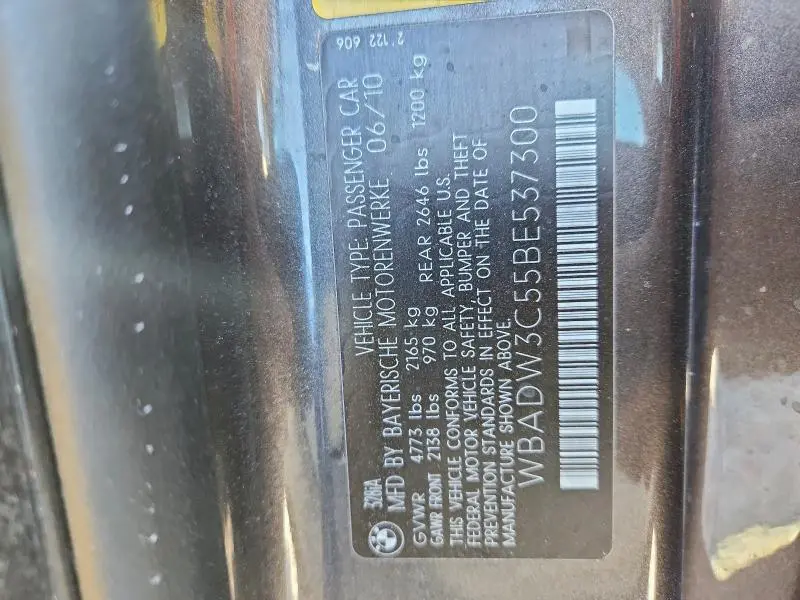 328iA VEHICLE TYPE: PASSENGER CAR
MFD BY BAYERISCHE MOTORENWERKE 06/10
GVWR 4773 lbs 2165 kg
GAWR FRONT 2138 lbs 970 kg REAR 2646 lbs 1200 kg
THIS VEHICLE CONFORMS TO ALL APPLICABLE U.S.
FEDERAL MOTOR VEHICLE SAFETY, BUMPER AND THEFT
PREVENTION STANDARDS IN EFFECT ON THE DATE OF
MANUFACTURE SHOWN ABOVE.
WBADW3C55BE537300
2 122 606